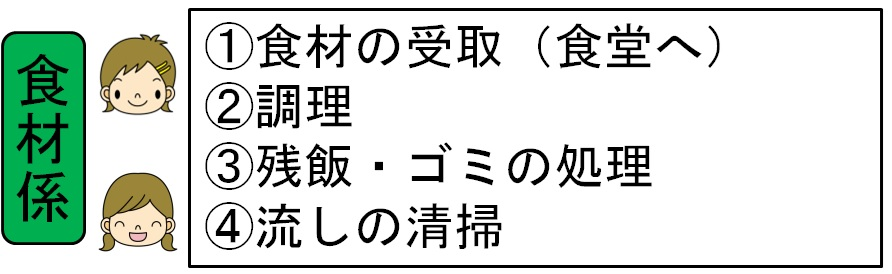 食材係
①食材の受取（食堂へ）
②調理
③残飯・ゴミの処理
④流しの清掃